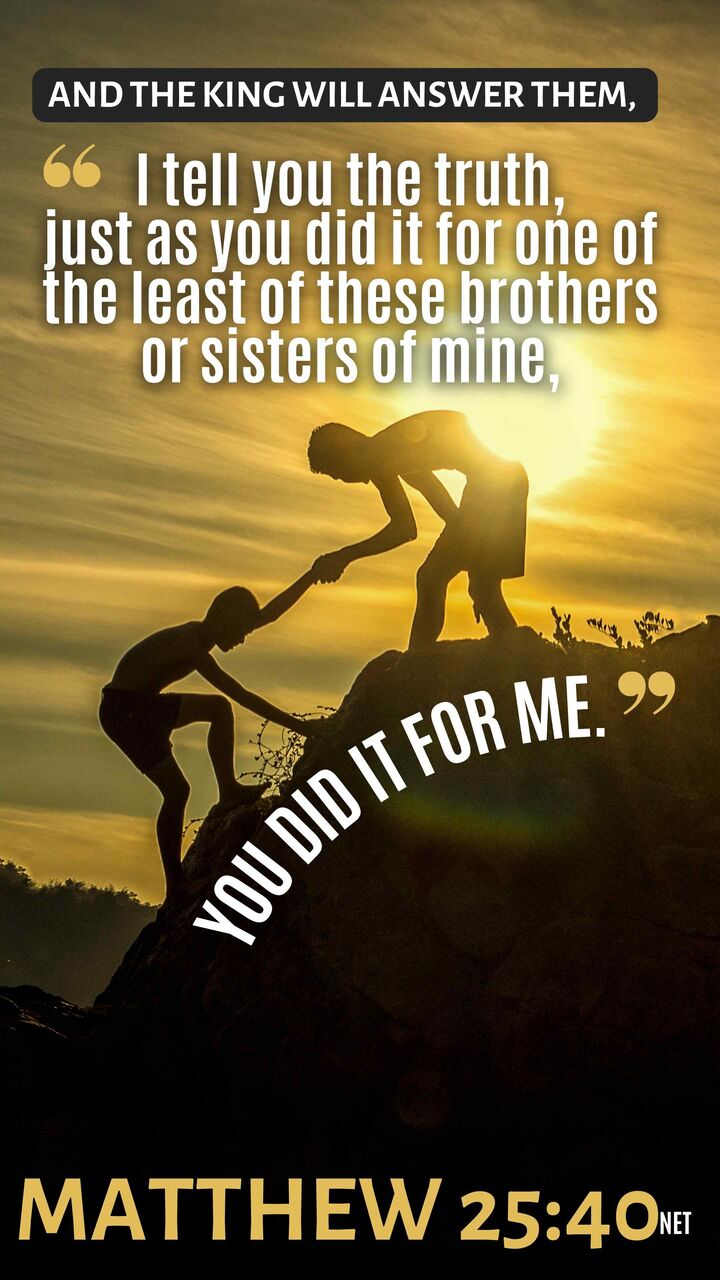 AND THE KING WILL ANSWER THEM,
“ I tell you the truth,
just as you did it for one of
the least of these brothers
or sisters of mine,
YOU DID IT FOR ME. ”
MATTHEW 25:40 NET